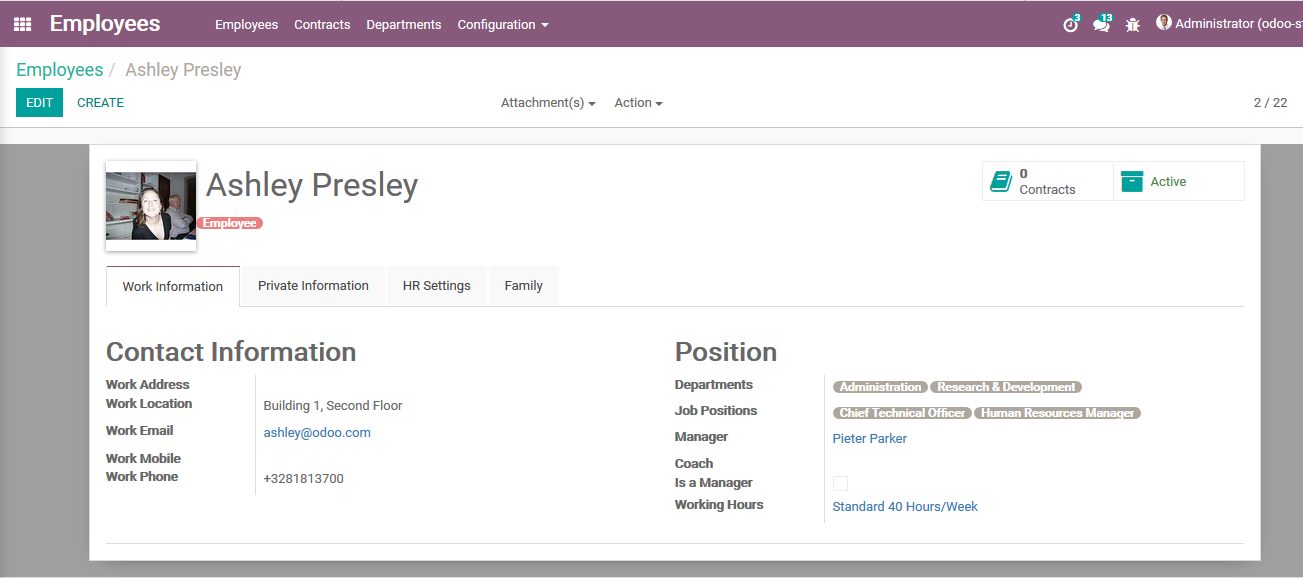 Employees Employees Contracts Departments Configuration 3 13 Administrator (odoo-s
Employees / Ashley Presley
EDIT CREATE Attachment(s) Action 2 / 22
Ashley Presley
0 Contracts Active
Employee
Work Information Private Information HR Settings Family
Contact Information Position
Work Address Departments Administration Research & Development
Work Location Building 1, Second Floor Job Positions Chief Technical Officer Human Resources Manager
Work Email ashley@odoo.com Manager Pieter Parker
Work Mobile Coach
Work Phone +3281813700 Is a Manager
Working Hours Standard 40 Hours/Week